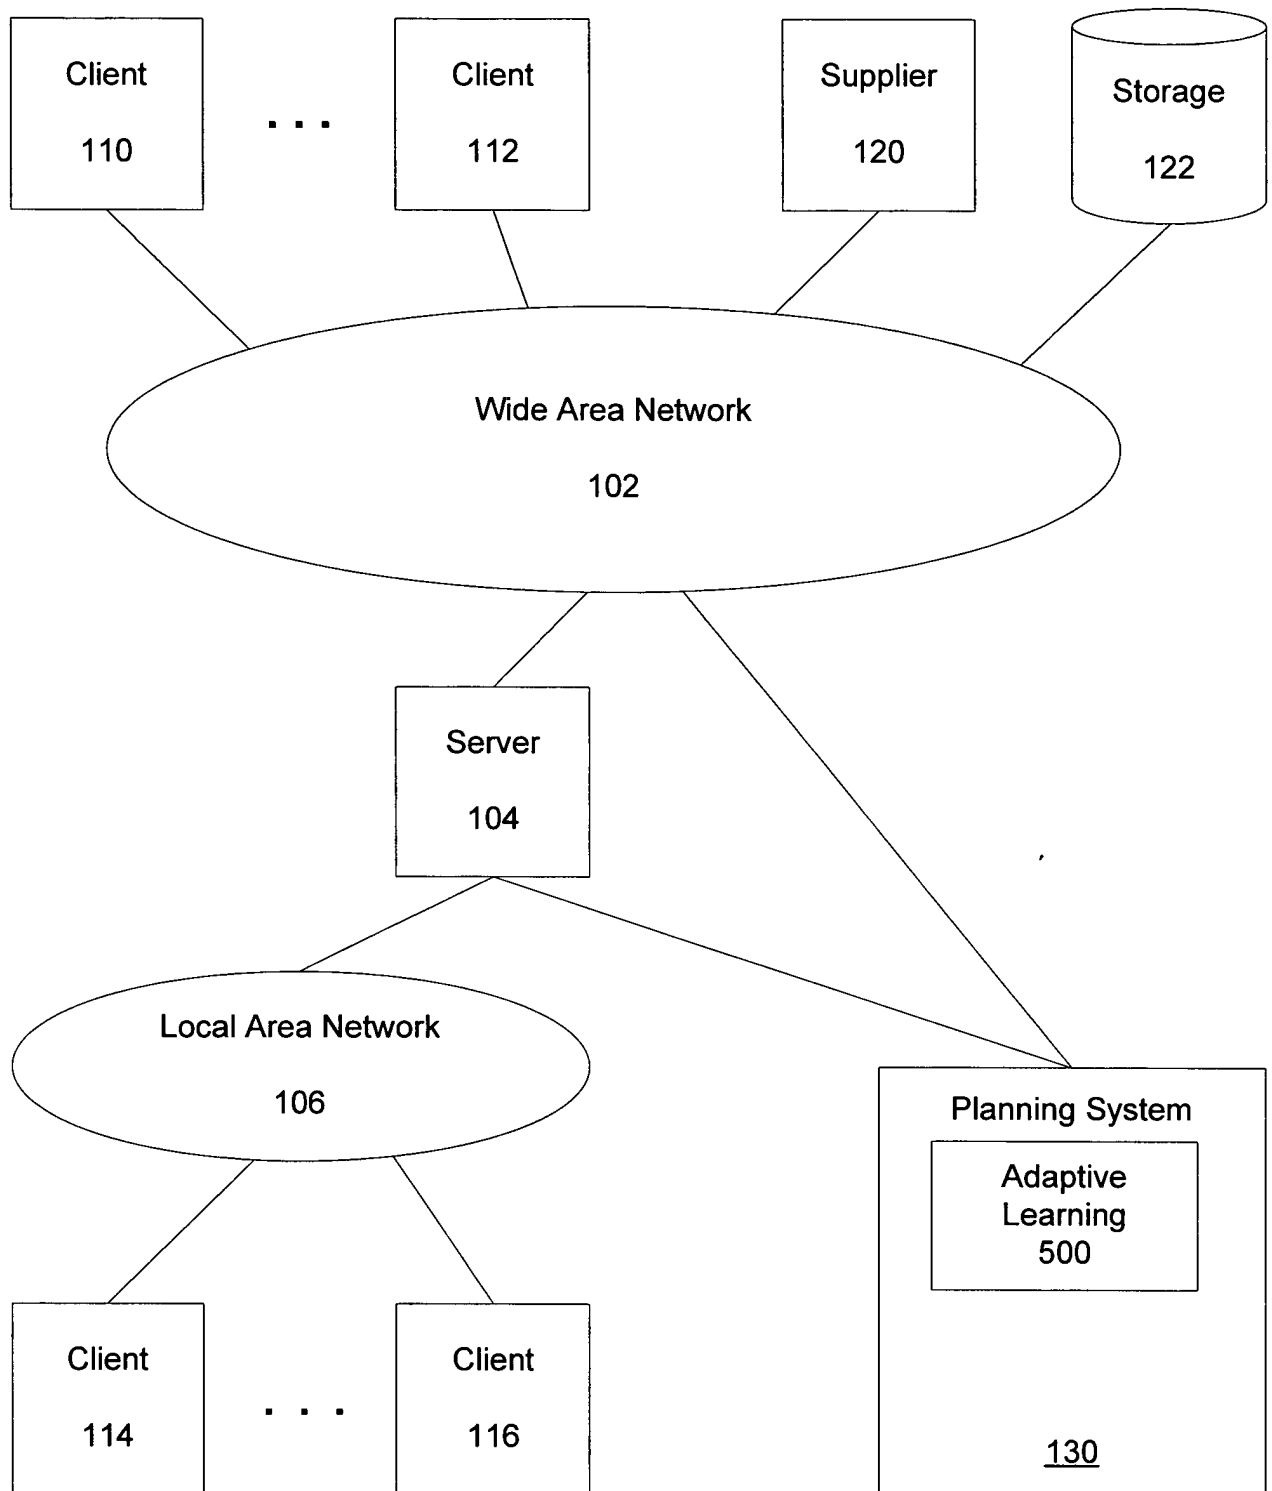 Client
110
. . .
Client
112
Supplier
120
Storage
122
Wide Area Network
102
Server
104
Local Area Network
106
Planning System
Adaptive
Learning
500
130
Client
114
. . .
Client
116